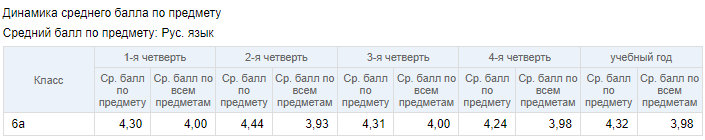 Динамика среднего балла по предмету
Средний балл по предмету: Рус. язык
Класс 1-я четверть 2-я четверть 3-я четверть 4-я четверть учебный год
Ср. балл по предмету Ср. балл по всем предметам Ср. балл по предмету Ср. балл по всем предметам Ср. балл по предмету Ср. балл по всем предметам Ср. балл по предмету Ср. балл по всем предметам Ср. балл по предмету Ср. балл по всем предметам
6а 4,30 4,00 4,44 3,93 4,31 4,00 4,24 3,98 4,32 3,98